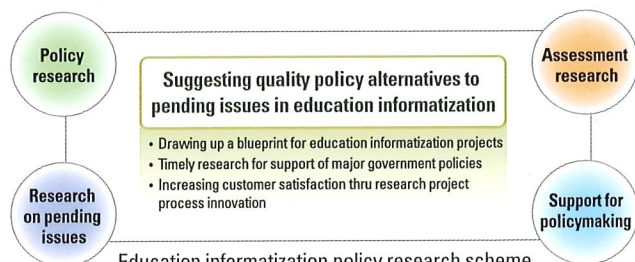 Policy
research
Assessment
research
Suggesting quality policy alternatives to
pending issues in education informatization
• Drawing up a blueprint for education informatization projects
• Timely research for support of major government policies
• Increasing customer satisfaction thru research project
process innovation
Research
on pending
issues
Support for
policymaking
Education informatization policy research scheme